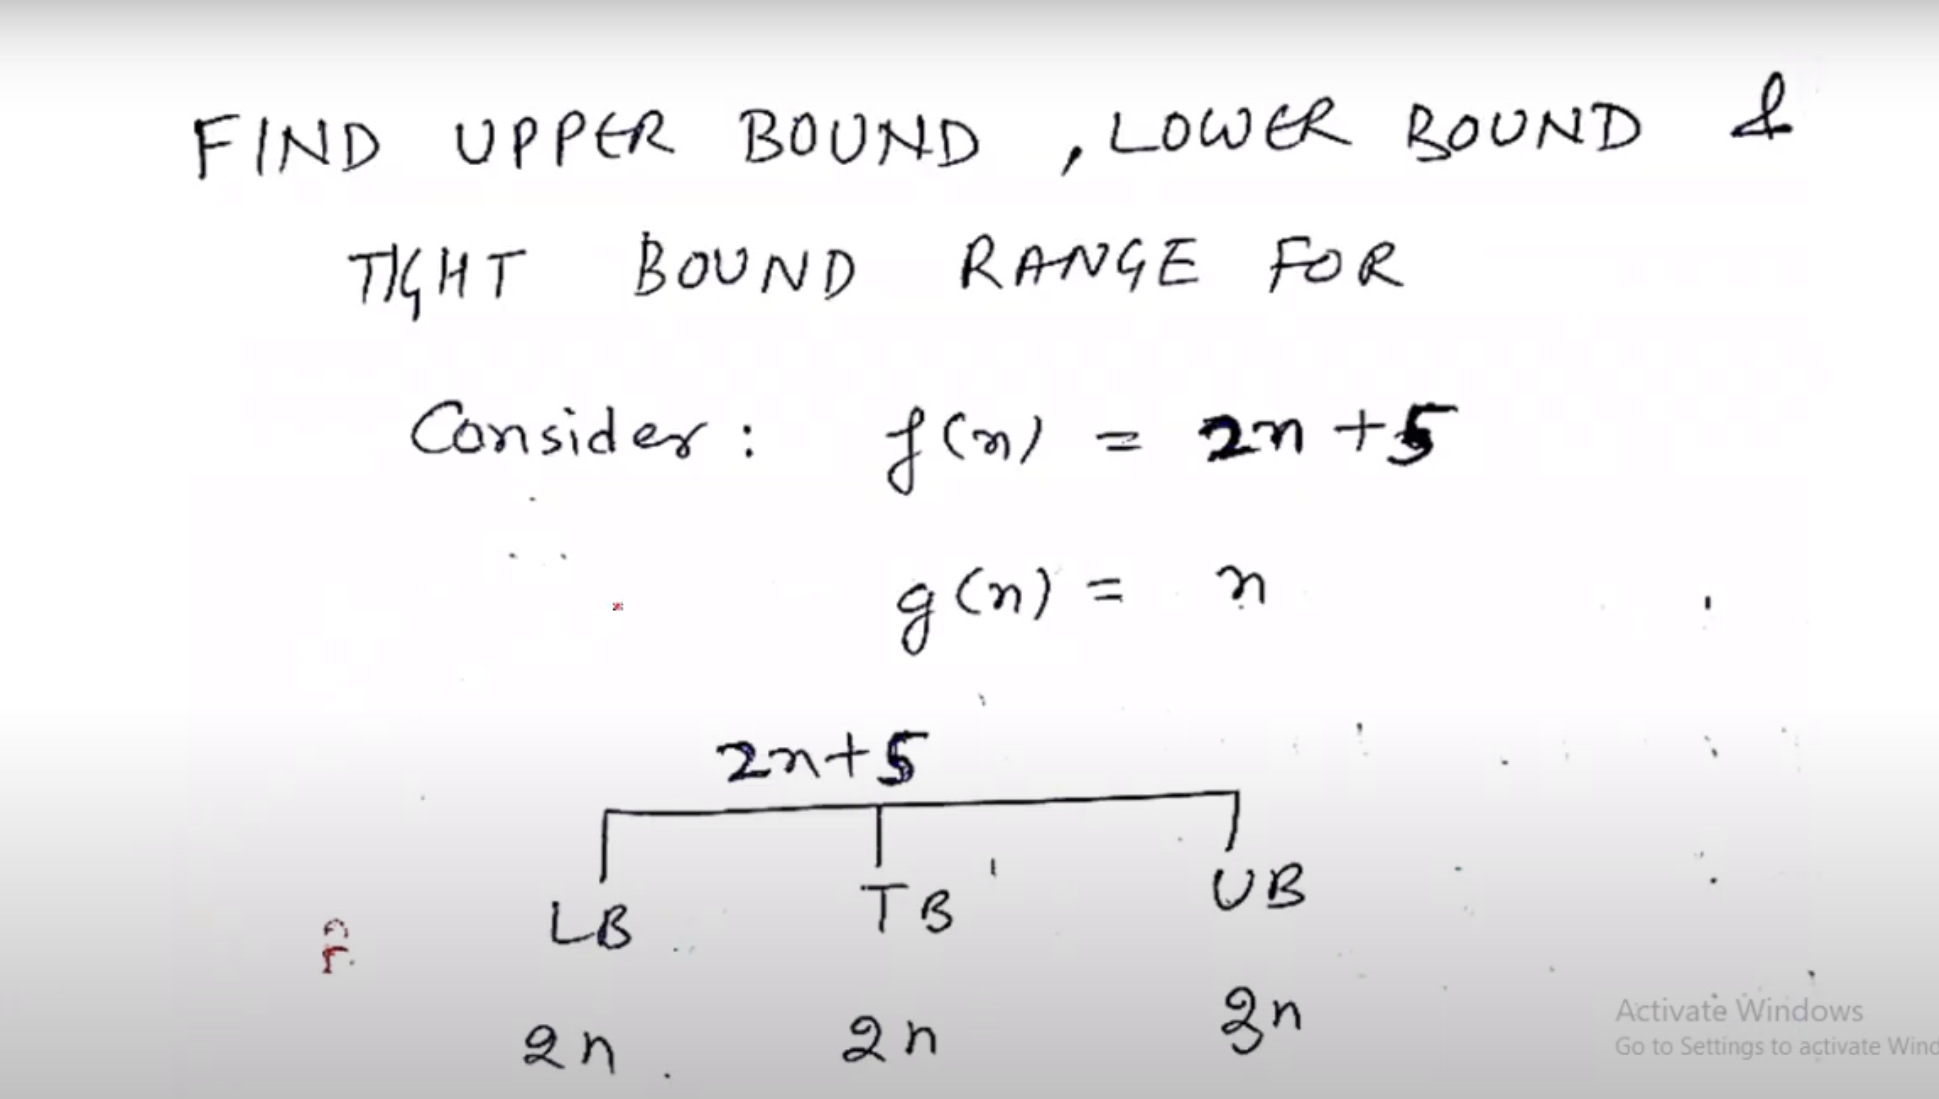 FIND UPPER BOUND , LOWER BOUND &
TIGHT BOUND RANGE FOR
Consider : f(n) = 2n + 5
g(n) = n
2n+5
LB TB UB
2n 2n 3n
Activate Windows
Go to Settings to activate Wind